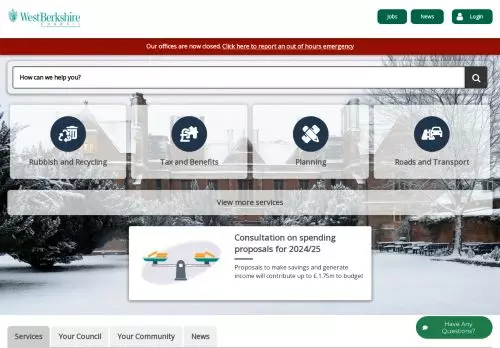 WestBerkshire
COUNCIL
Jobs
News
Login
Our offices are now closed. Click here to report an out of hours emergency
How can we help you?
Rubbish and Recycling
Tax and Benefits
Planning
Roads and Transport
View more services
Consultation on spending
proposals for 2024/25
Proposals to make savings and generate
income will contribute up to £1.75m to budget
Services
Your Council
Your Community
News
Have Any
Questions?